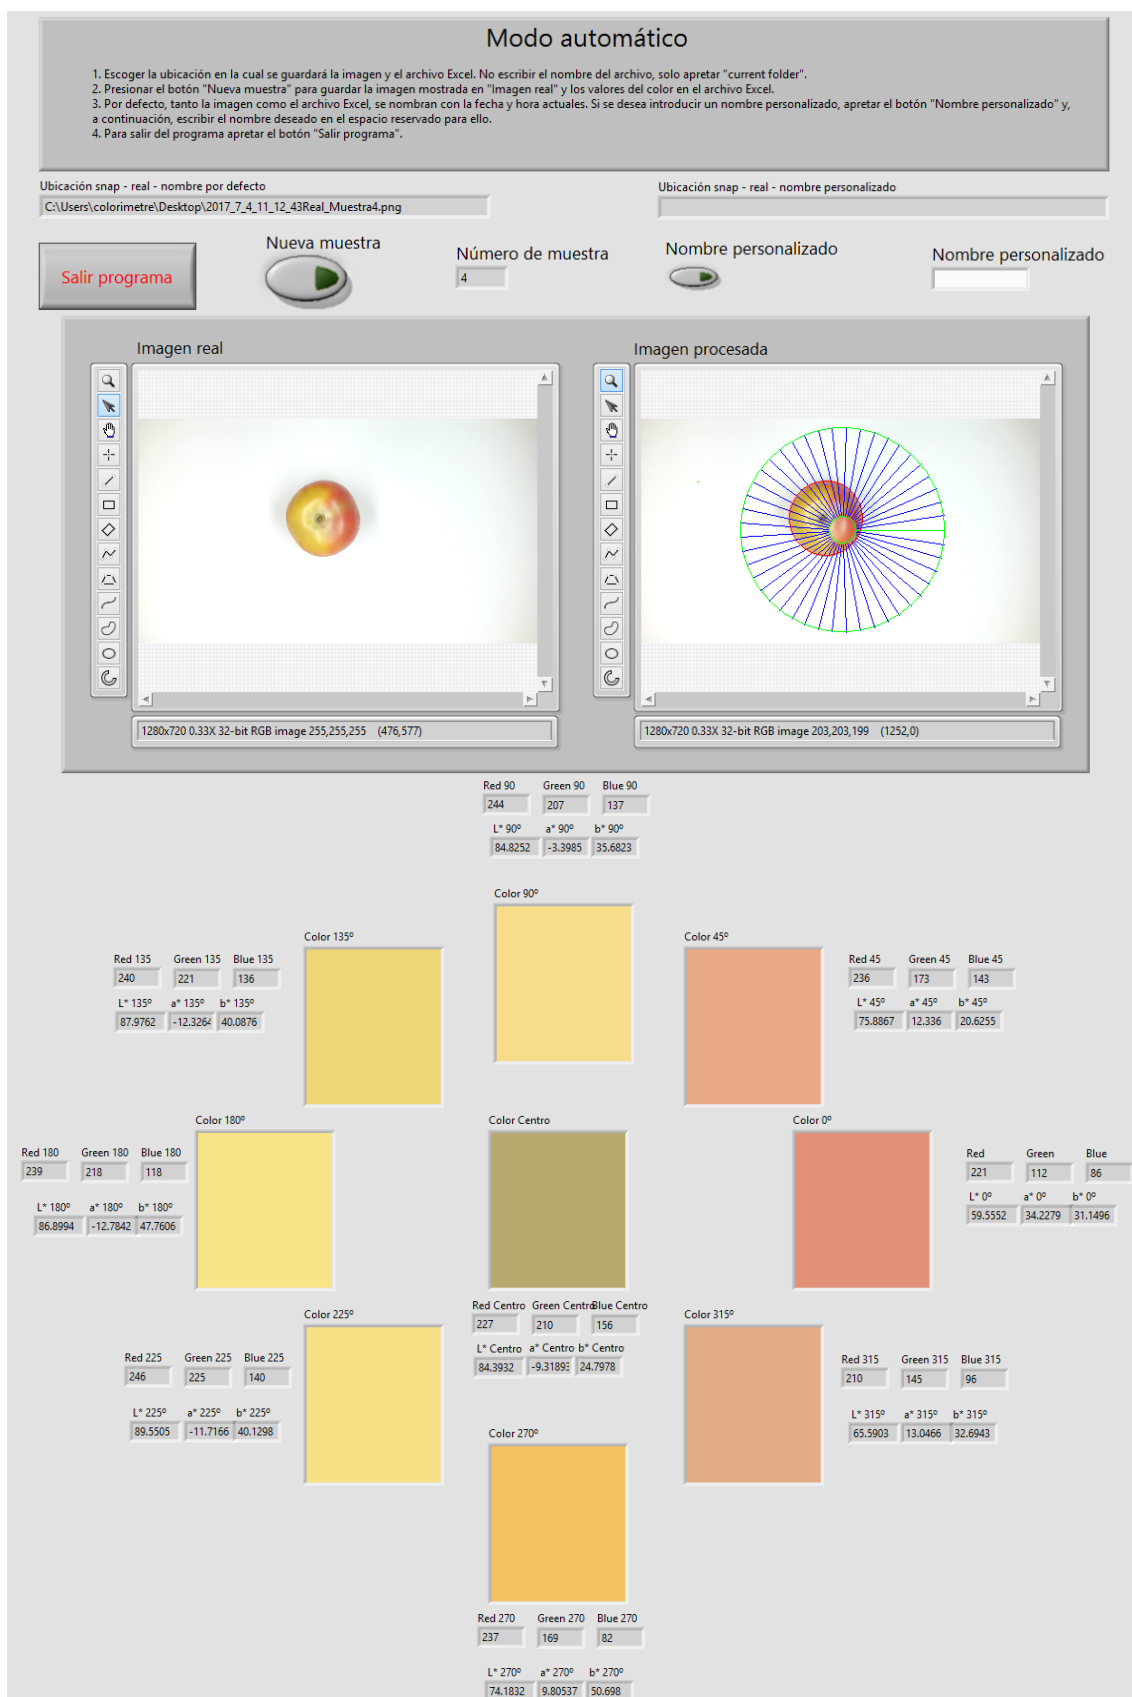 Modo automático
1. Escoger la ubicación en la cual se guardará la imagen y el archivo Excel. No escribir el nombre del archivo, solo apretar "current folder".
2. Presionar el botón "Nueva muestra" para guardar la imagen mostrada en "Imagen real" y los valores del color en el archivo Excel.
3. Por defecto, tanto la imagen como el archivo Excel, se nombran con la fecha y hora actuales. Si se desea introducir un nombre personalizado, apretar el botón "Nombre personalizado" y,
a continuación, escribir el nombre deseado en el espacio reservado para ello.
4. Para salir del programa apretar el botón "Salir programa".
Ubicación snap - real - nombre por defecto
Ubicación snap - real - nombre personalizado
C:\Users\colorimetre\Desktop\2017_7_4_11_12_43Real_Muestra4.png
Salir programa
Nueva muestra
Número de muestra
4
Nombre personalizado
Nombre personalizado
Imagen real
Imagen procesada
1280x720 0.33X 32-bit RGB image 255,255,255 (476,577)
1280x720 0.33X 32-bit RGB image 203,203,199 (1252,0)
Red 90 Green 90 Blue 90
244 207 137
L* 90º a* 90º b* 90º
84.8252 -3.3985 35.6823
Color 90º
Color 135º
Color 45º
Red 135 Green 135 Blue 135
240 221 136
L* 135º a* 135º b* 135º
87.9762 -12.3264 40.0876
Red 45 Green 45 Blue 45
236 173 143
L* 45º a* 45º b* 45º
75.8867 12.336 20.6255
Color 180º
Color Centro
Color 0º
Red 180 Green 180 Blue 180
239 218 118
L* 180º a* 180º b* 180º
86.8994 -12.7842 47.7606
Red Green Blue
221 112 86
L* 0º a* 0º b* 0º
59.5552 34.2279 31.1496
Color 225º
Red Centro Green Centro Blue Centro
227 210 156
L* Centro a* Centro b* Centro
84.3932 -9.31893 24.7978
Color 315º
Red 225 Green 225 Blue 225
246 225 140
L* 225º a* 225º b* 225º
89.5505 -11.7166 40.1298
Red 315 Green 315 Blue 315
210 145 96
L* 315º a* 315º b* 315º
65.5903 13.0466 32.6943
Color 270º
Red 270 Green 270 Blue 270
237 169 82
L* 270º a* 270º b* 270º
74.1832 9.80537 50.698